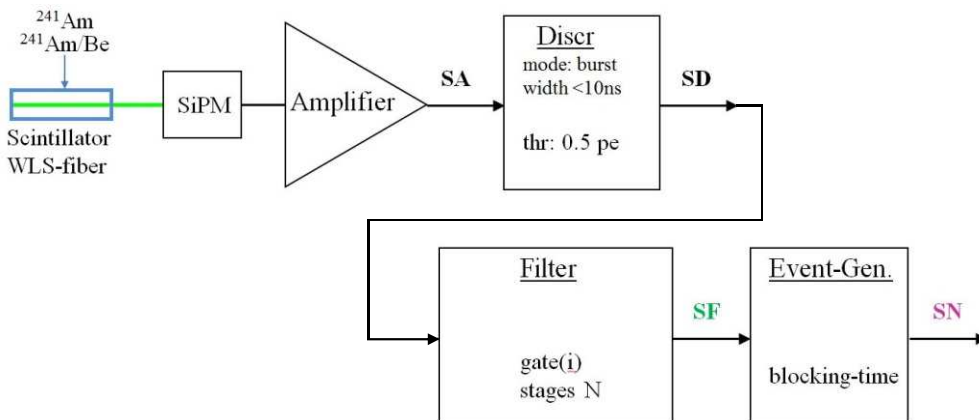 ²⁴¹Am
²⁴¹Am/Be
Scintillator
WLS-fiber
SiPM
Amplifier
SA
Discr
mode: burst
width <10ns
thr: 0.5 pe
SD
Filter
gate(i)
stages N
SF
Event-Gen.
blocking-time
SN